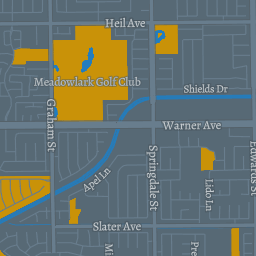 Heil Ave
Meadowlark Golf Club
Shields Dr
Graham St
Warner Ave
Springdale St
Edwards St
Apel Ln
Lido Ln
Slater Ave